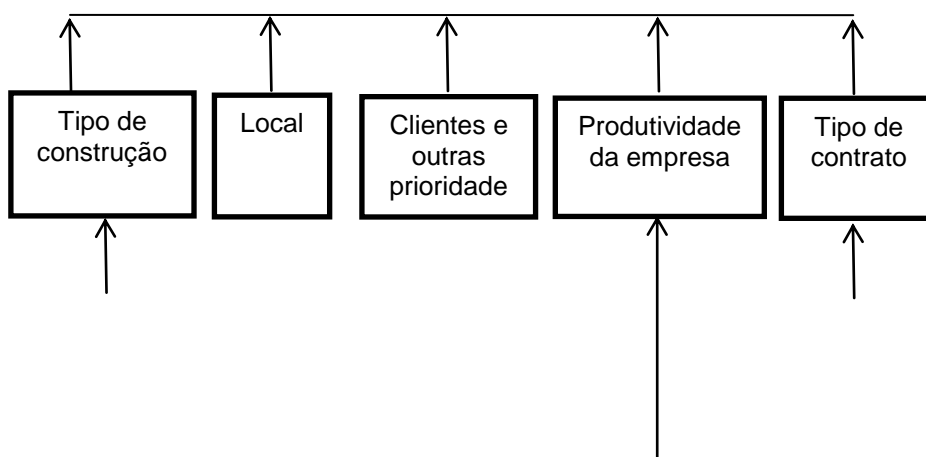 Tipo de
construção
Local
Clientes e
outras
prioridade
Produtividade
da empresa
Tipo de
contrato